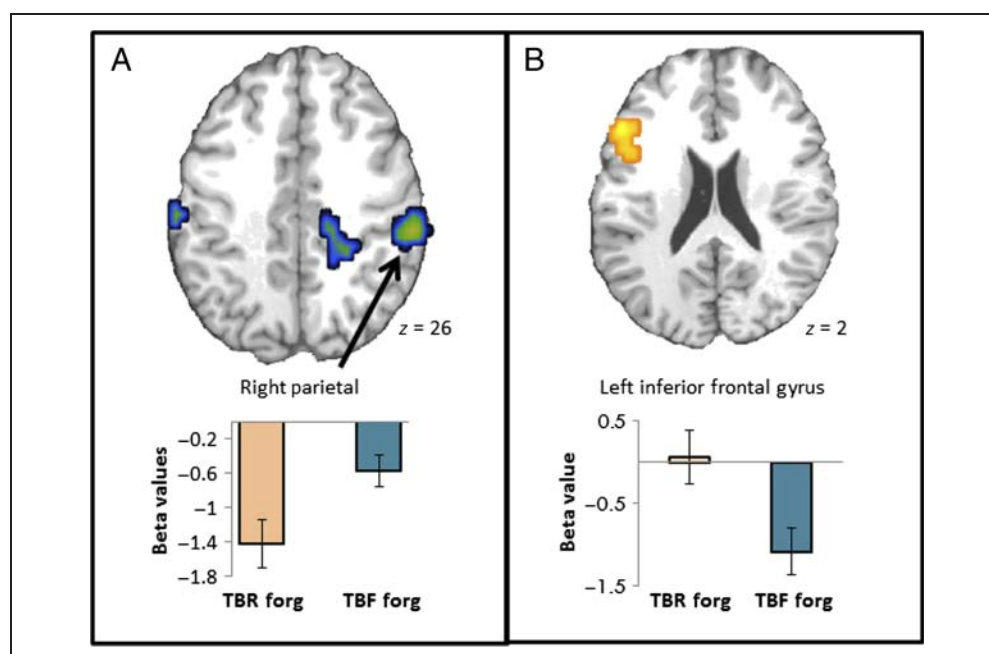 A
z = 26
Right parietal
Beta values
−0.2
−0.6
−1
−1.4
−1.8
TBR forg TBF forg
B
z = 2
Left inferior frontal gyrus
Beta value
0.5
−0.5
−1.5
TBR forg TBF forg